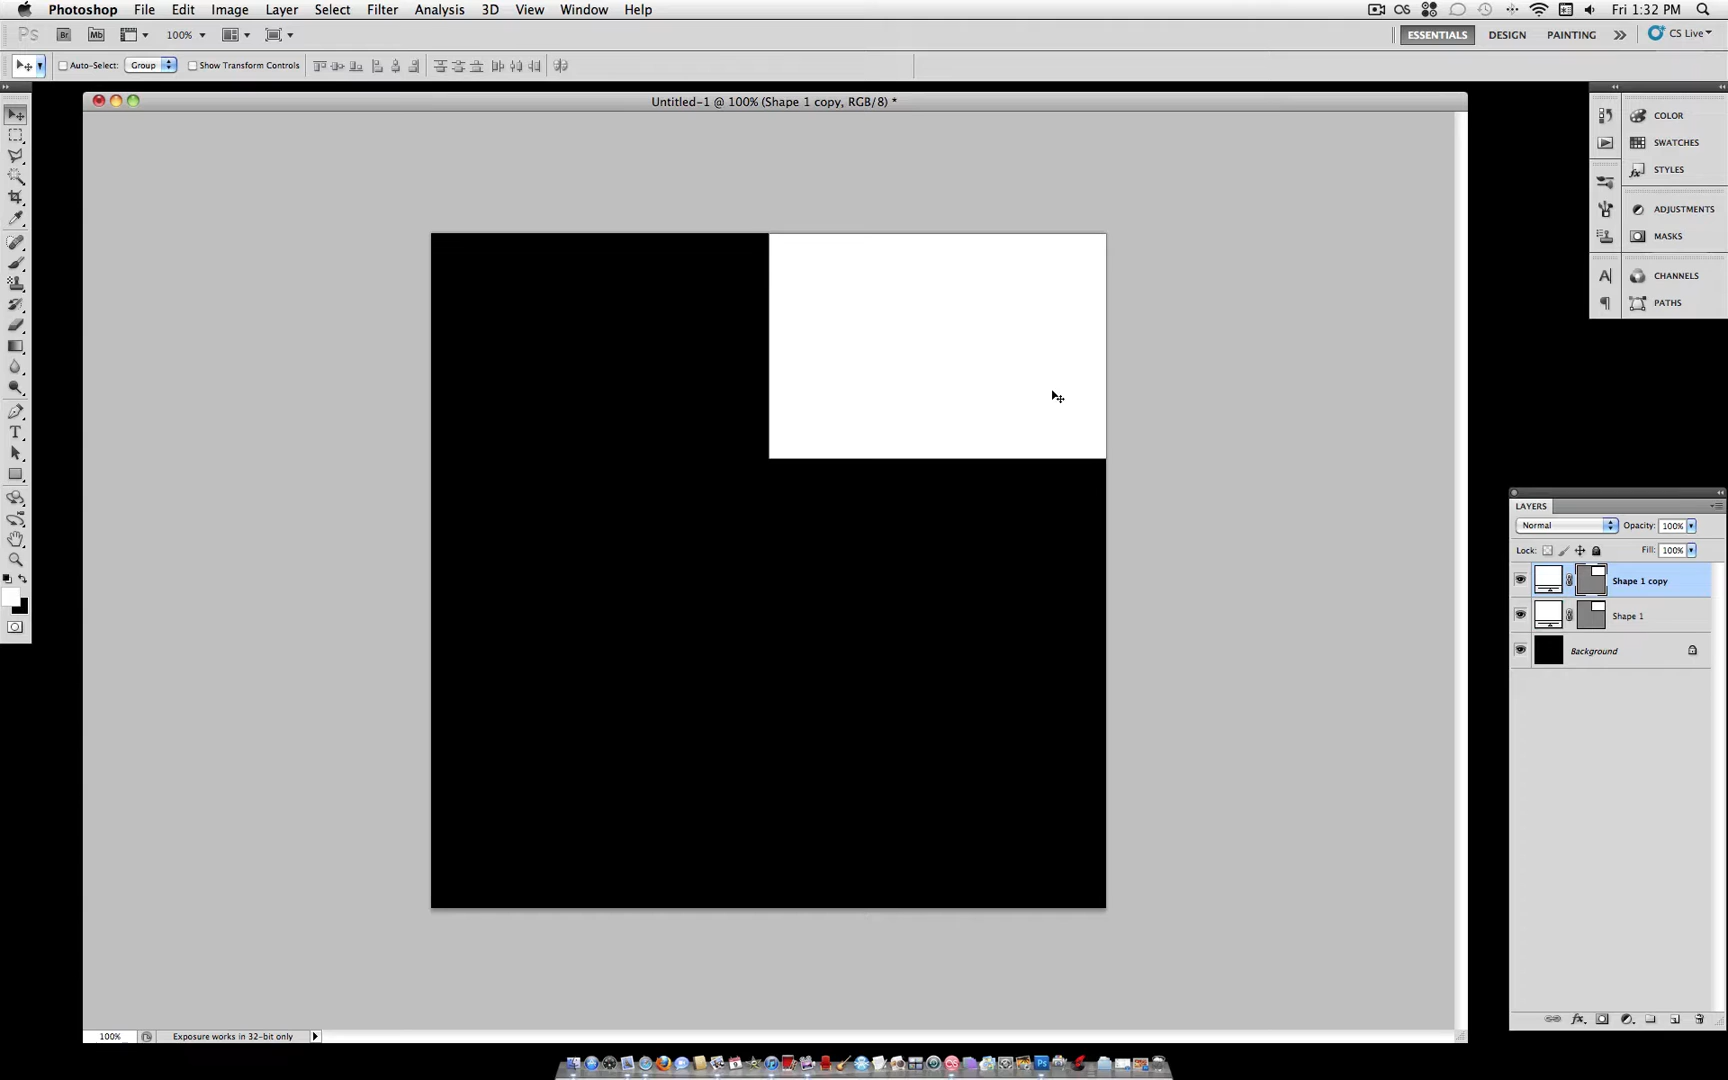 Photoshop File Edit Image Layer Select Filter Analysis 3D View Window Help Fri 1:32 PM
Ps Br Mb 100% ESSENTIALS DESIGN PAINTING CS Live
Auto-Select: Group Show Transform Controls
Untitled-1 @ 100% (Shape 1 copy, RGB/8) *
COLOR
SWATCHES
STYLES
ADJUSTMENTS
MASKS
CHANNELS
PATHS
LAYERS
Normal Opacity: 100%
Lock: Fill: 100%
Shape 1 copy
Shape 1
Background
100% Exposure works in 32-bit only